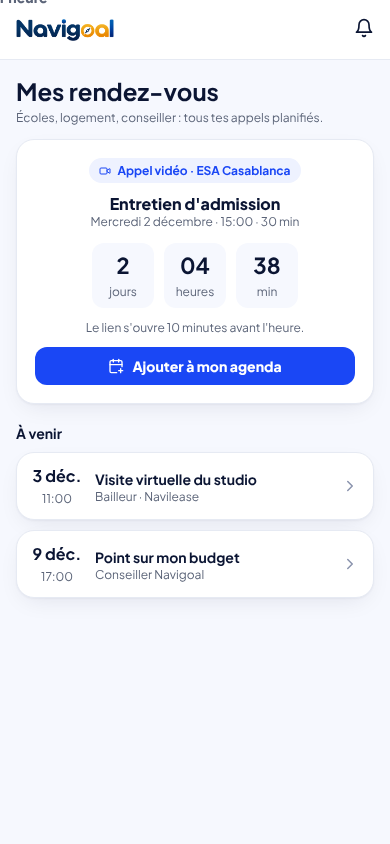 Navigoal
Mes rendez-vous
Écoles, logement, conseiller : tous tes appels planifiés.
Appel vidéo · ESA Casablanca
Entretien d'admission
Mercredi 2 décembre · 15:00 · 30 min
2 04 38
jours heures min
Le lien s'ouvre 10 minutes avant l'heure.
Ajouter à mon agenda
À venir
3 déc. Visite virtuelle du studio
11:00 Bailleur · Navilease
9 déc. Point sur mon budget
17:00 Conseiller Navigoal